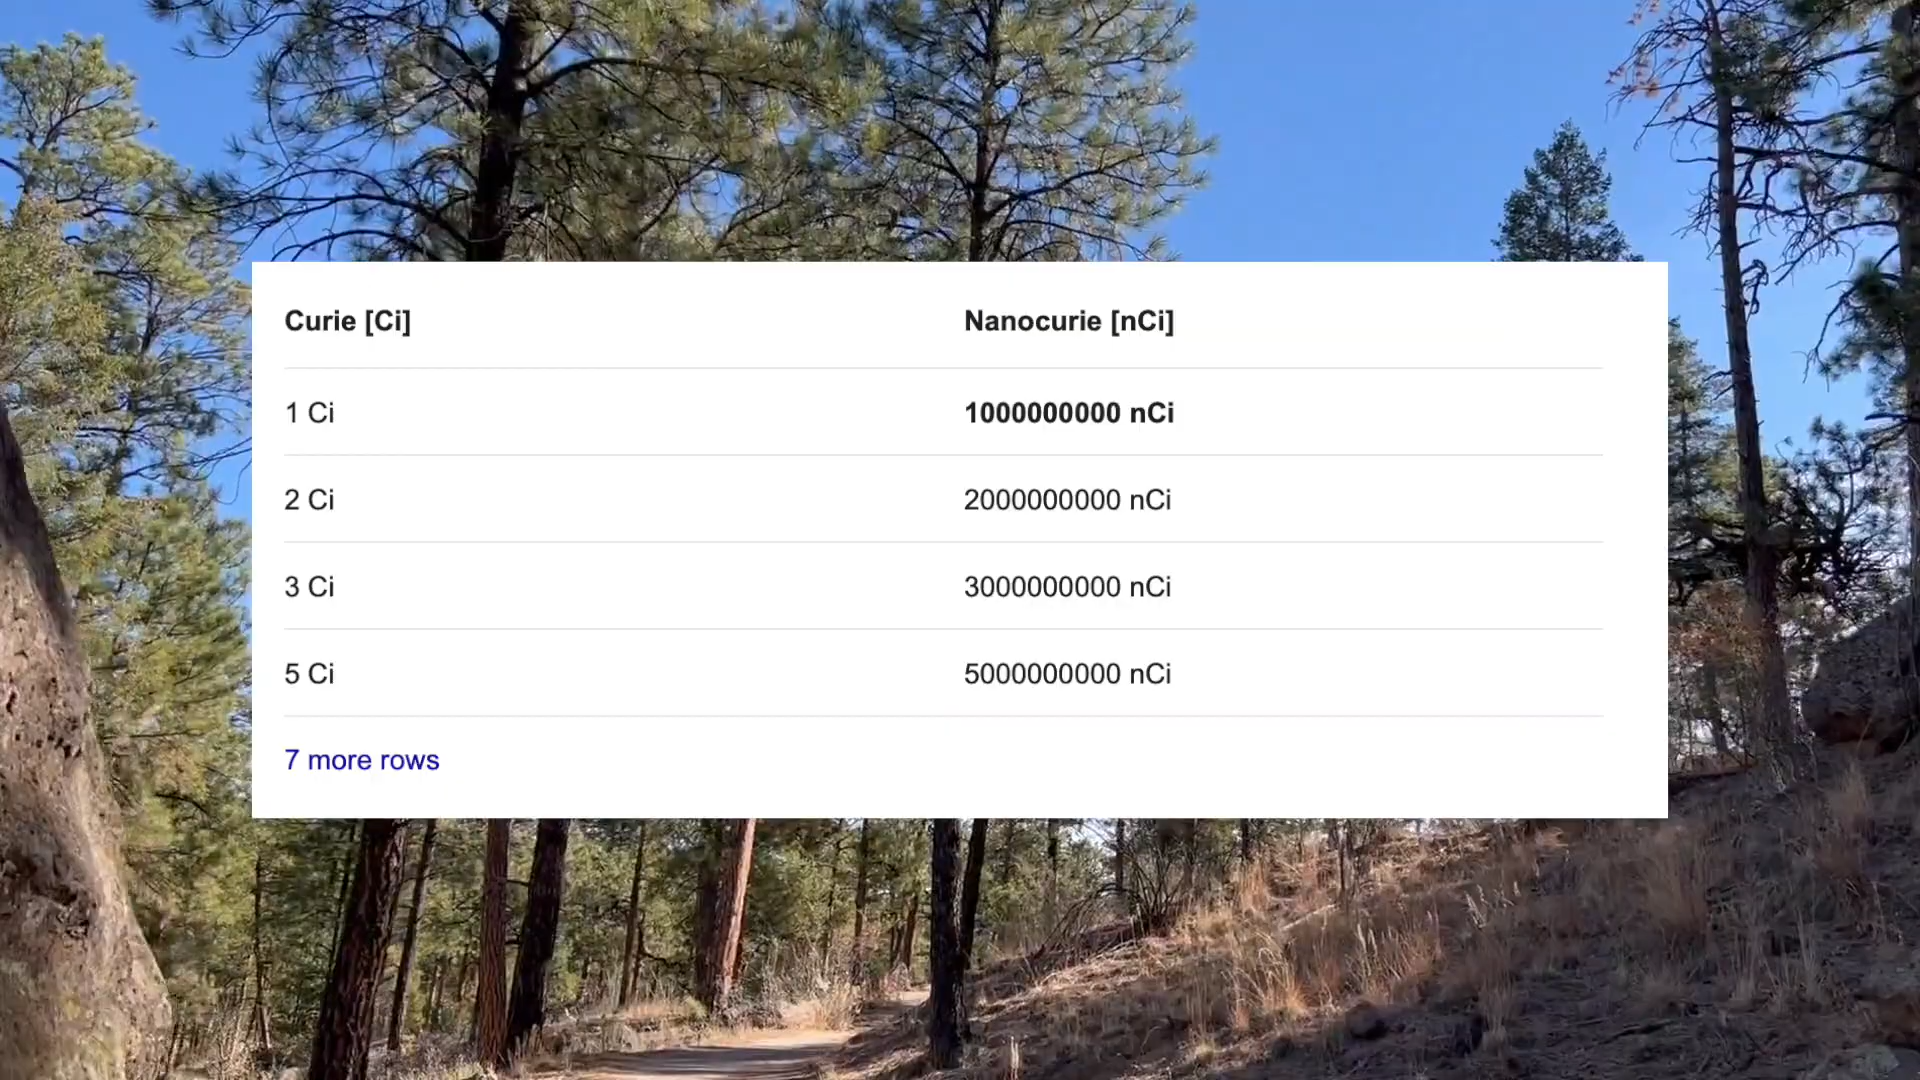 Curie [Ci] Nanocurie [nCi]
1 Ci 1000000000 nCi
2 Ci 2000000000 nCi
3 Ci 3000000000 nCi
5 Ci 5000000000 nCi
7 more rows